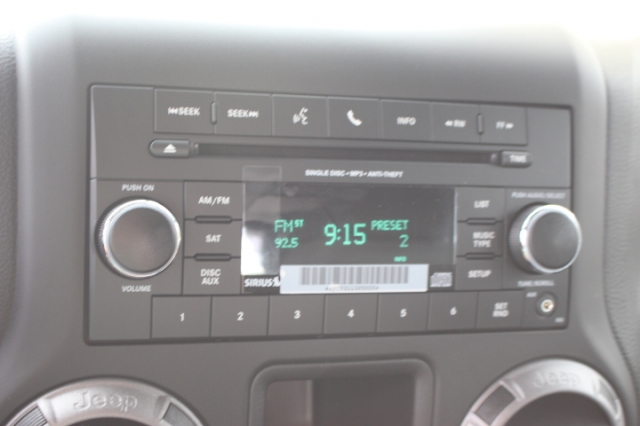 SEEK
SEEK
INFO
RW
FF
TIME
SINGLE DISC • MP3 • ANTI-THEFT
PUSH ON
VOLUME
AM/FM
SAT
DISC
AUX
FM ST
92.5
9:15
PRESET
2
SIRIUS
LIST
MUSIC
TYPE
SETUP
PUSH AUDIO/SELECT
TUNE/SCROLL
1
2
3
4
5
6
SET
RND
Jeep
Jeep